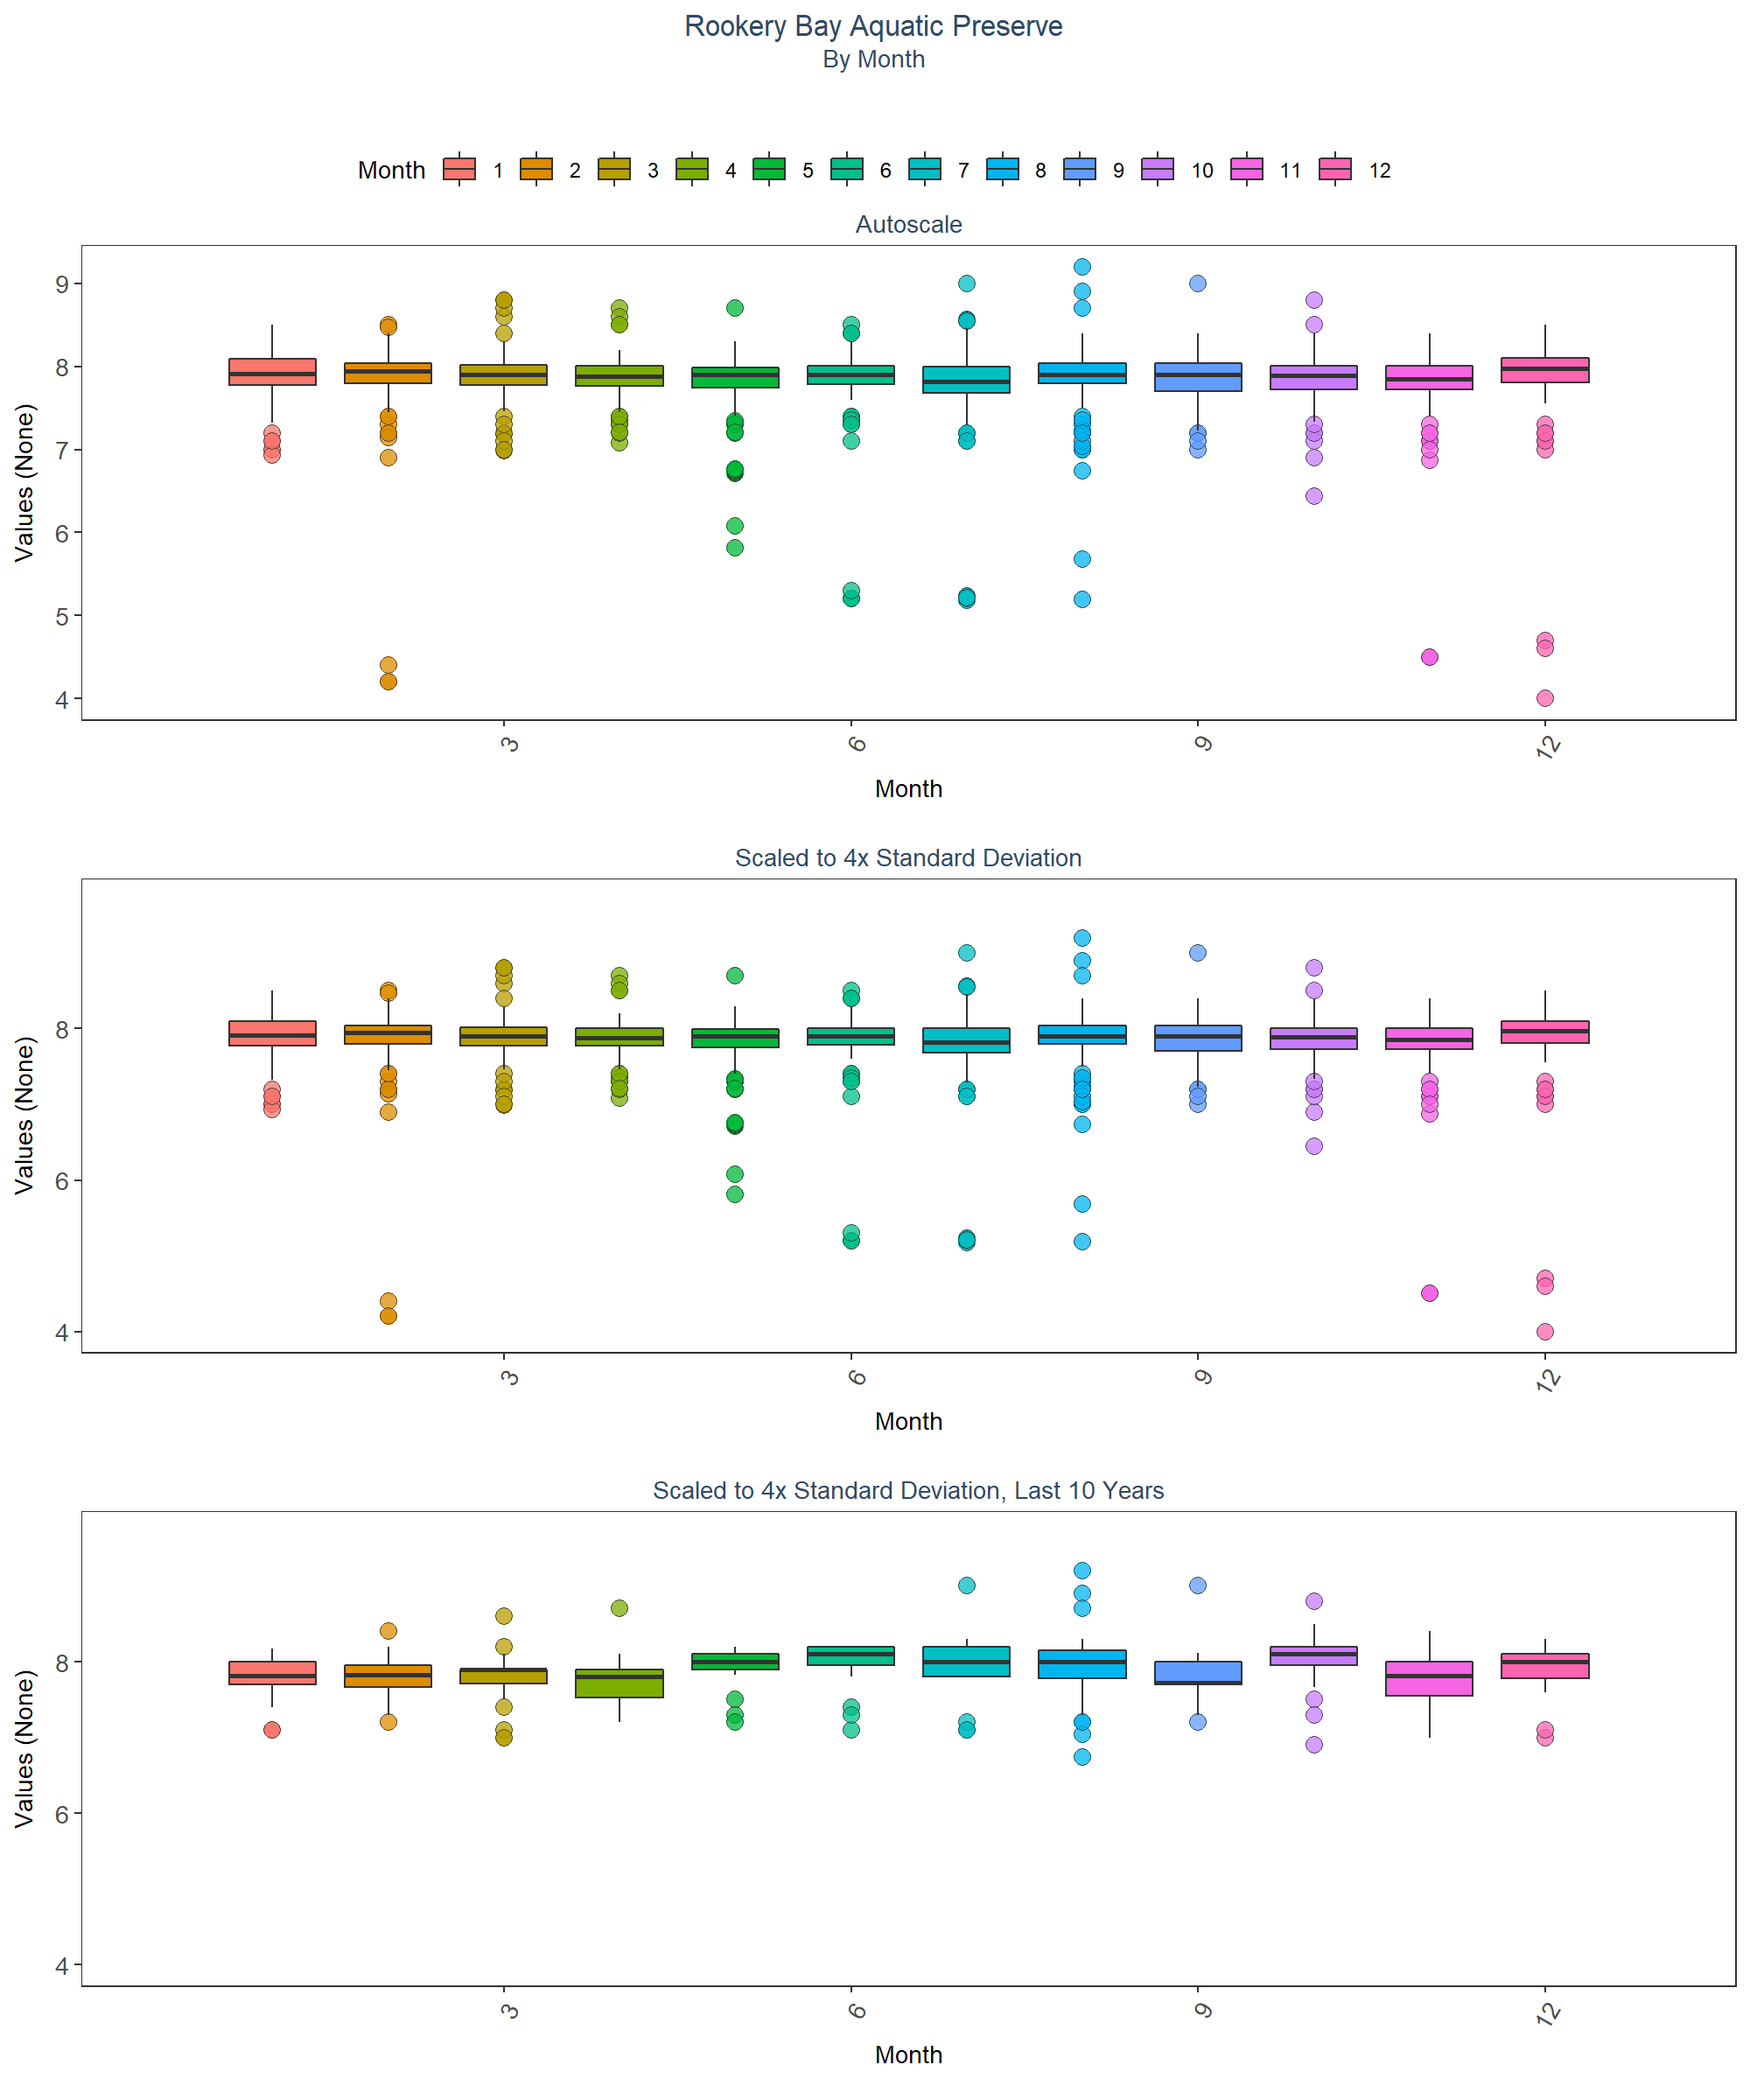 Rookery Bay Aquatic Preserve
By Month
Month 1 2 3 4 5 6 7 8 9 10 11 12
Autoscale
Values (None)
9
8
7
6
5
4
3 6 9 12
Month
Scaled to 4x Standard Deviation
Values (None)
8
6
4
3 6 9 12
Month
Scaled to 4x Standard Deviation, Last 10 Years
Values (None)
8
6
4
3 6 9 12
Month